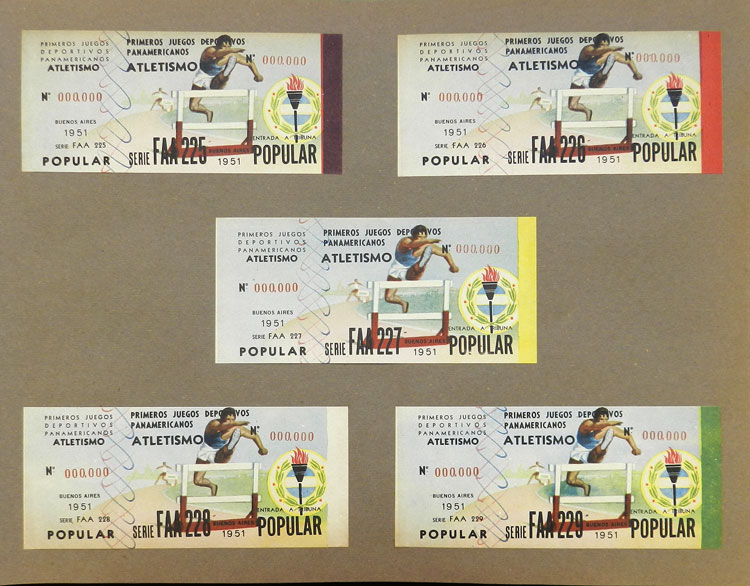 PRIMEROS JUEGOS
DEPORTIVOS
PANAMERICANOS
ATLETISMO
Nº 000.000
BUENOS AIRES
1951
SERIE FAA 225
POPULAR
PRIMEROS JUEGOS DEPORTIVOS
PANAMERICANOS
ATLETISMO
Nº 000.000
ENTRADA A TRIBUNA
SERIE FAA 225 BUENOS AIRES 1951 POPULAR
PRIMEROS JUEGOS
DEPORTIVOS
PANAMERICANOS
ATLETISMO
Nº 000.000
BUENOS AIRES
1951
SERIE FAA 226
POPULAR
PRIMEROS JUEGOS DEPORTIVOS
PANAMERICANOS
ATLETISMO
Nº 000.000
ENTRADA A TRIBUNA
SERIE FAA 226 BUENOS AIRES 1951 POPULAR
PRIMEROS JUEGOS
DEPORTIVOS
PANAMERICANOS
ATLETISMO
Nº 000.000
BUENOS AIRES
1951
SERIE FAA 227
POPULAR
PRIMEROS JUEGOS DEPORTIVOS
PANAMERICANOS
ATLETISMO
Nº 000.000
ENTRADA A TRIBUNA
SERIE FAA 227 BUENOS AIRES 1951 POPULAR
PRIMEROS JUEGOS
DEPORTIVOS
PANAMERICANOS
ATLETISMO
Nº 000.000
BUENOS AIRES
1951
SERIE FAA 228
POPULAR
PRIMEROS JUEGOS DEPORTIVOS
PANAMERICANOS
ATLETISMO
Nº 000.000
ENTRADA A TRIBUNA
SERIE FAA 228 BUENOS AIRES 1951 POPULAR
PRIMEROS JUEGOS
DEPORTIVOS
PANAMERICANOS
ATLETISMO
Nº 000.000
BUENOS AIRES
1951
SERIE FAA 229
POPULAR
PRIMEROS JUEGOS DEPORTIVOS
PANAMERICANOS
ATLETISMO
Nº 000.000
ENTRADA A TRIBUNA
SERIE FAA 229 BUENOS AIRES 1951 POPULAR